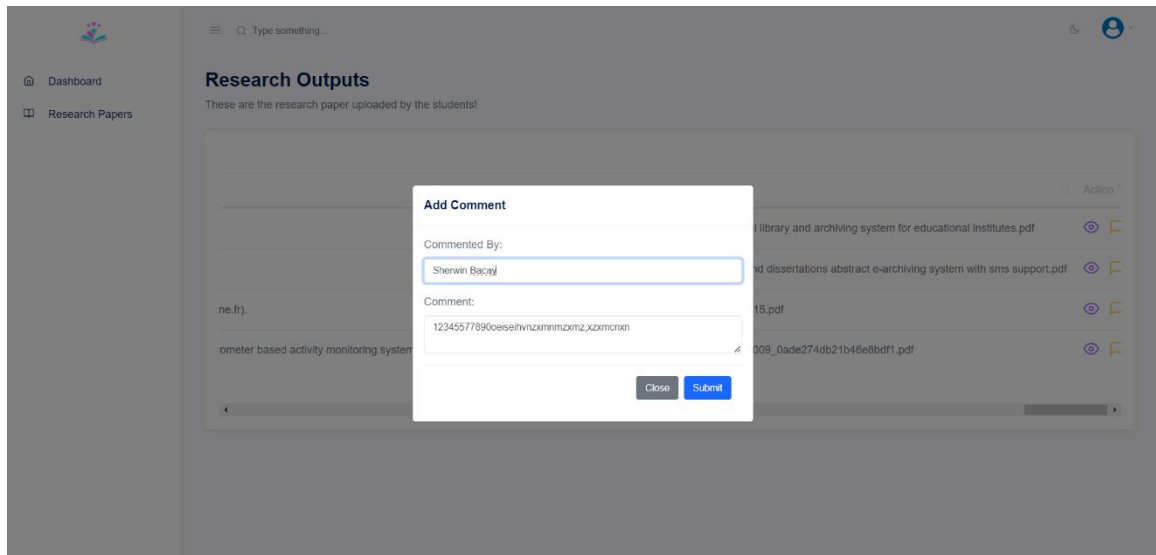 Type something...
Dashboard
Research Papers
Research Outputs
These are the research paper uploaded by the students!
Action
l library and archiving system for educational institutes.pdf
nd dissertations abstract e-archiving system with sms support.pdf
ne.fr).
15.pdf
ometer based activity monitoring system
009_0ade274db21b46e8bdf1.pdf
Add Comment
Commented By:
Sherwin Bacay
Comment:
12345577890oeiseihvnzxmnmzxmz,xzxmcnxn
Close
Submit